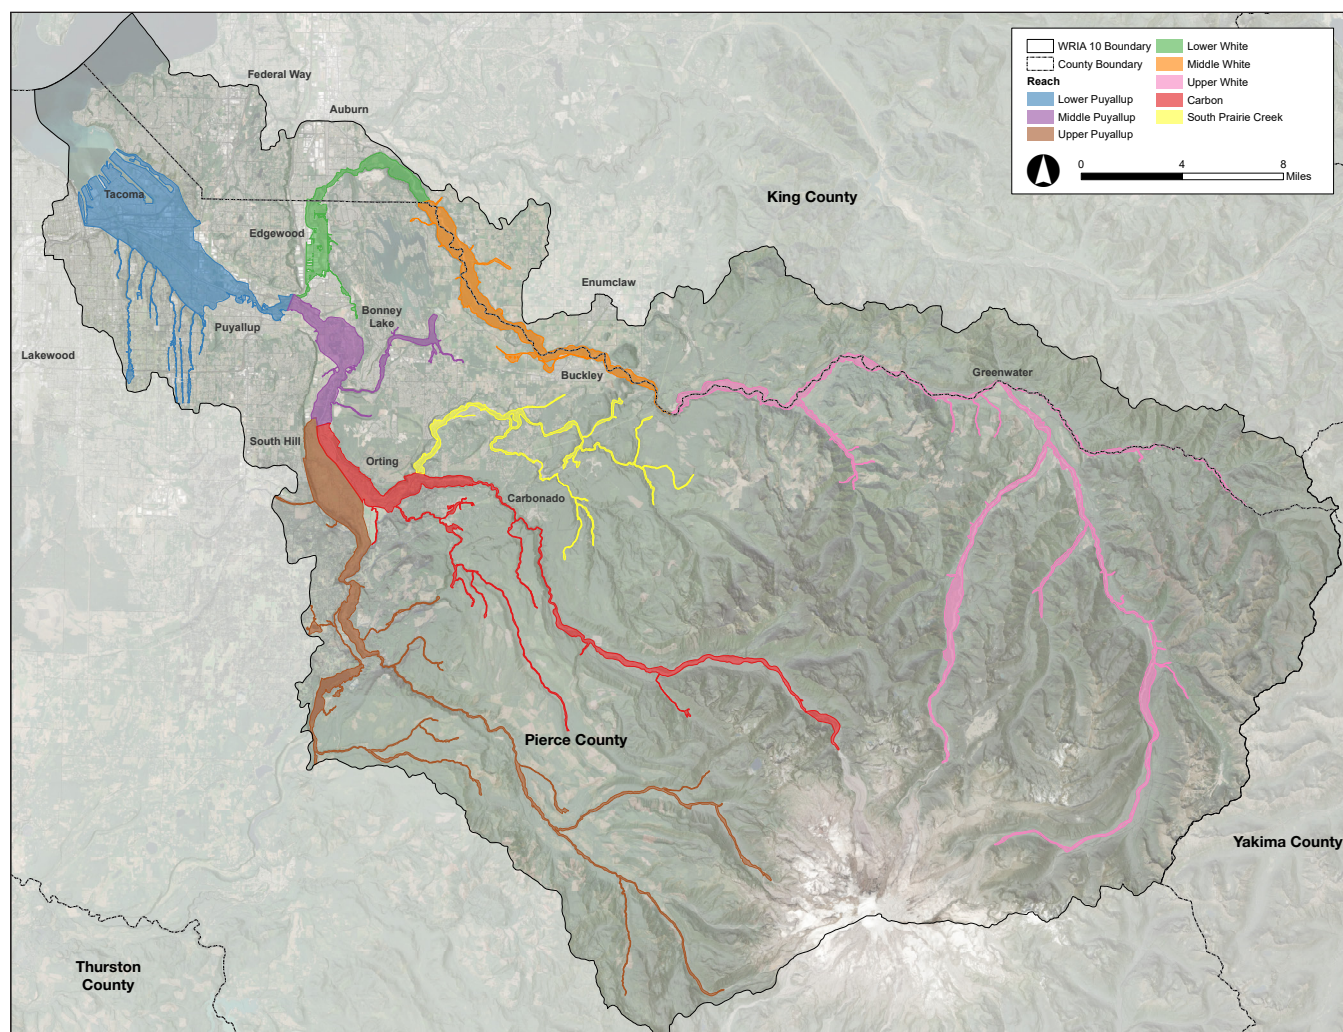 WRIA 10 Boundary
County Boundary
Reach
Lower Puyallup
Middle Puyallup
Upper Puyallup
Lower White
Middle White
Upper White
Carbon
South Prairie Creek
0 4 8
Miles
Federal Way
Auburn
Tacoma
King County
Edgewood
Enumclaw
Bonney
Lake
Puyallup
Lakewood
Buckley
Greenwater
South Hill
Orting
Carbonado
Pierce County
Yakima County
Thurston
County